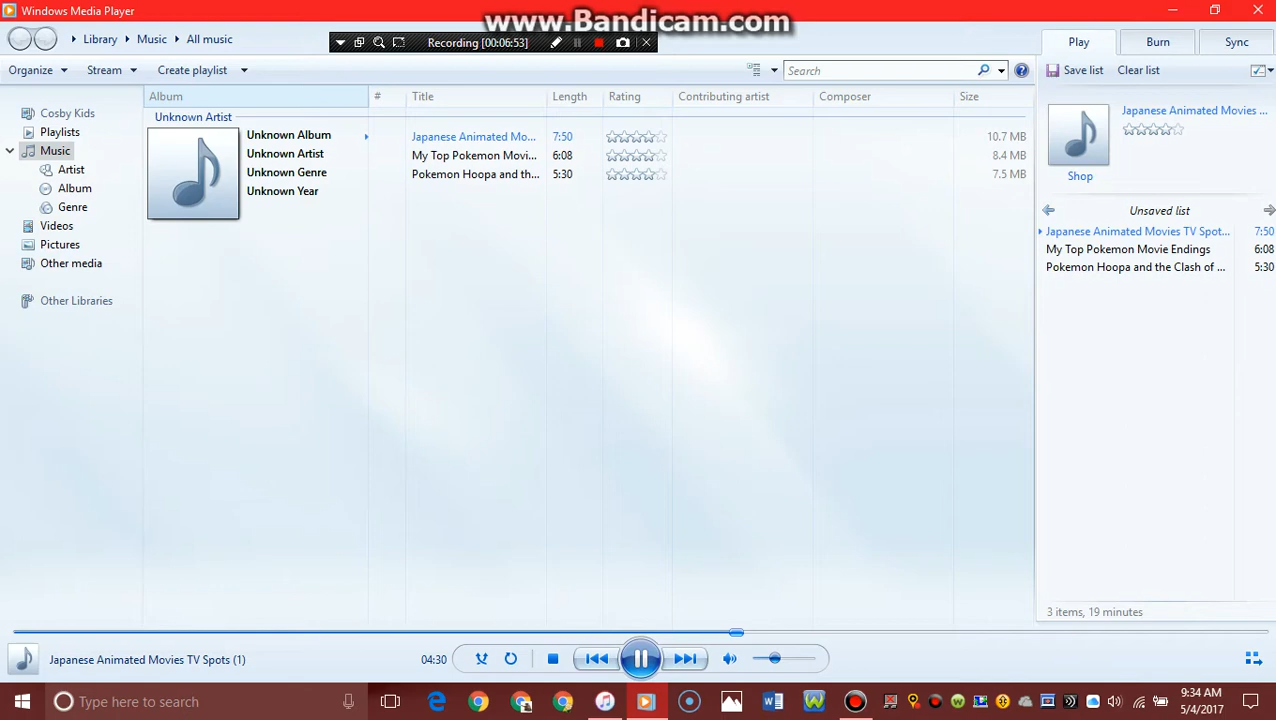 Windows Media Player
www.Bandicam.com
Library Music All music
Recording [00:06:53]
Play Burn Sync
Organize Stream Create playlist
Search
Save list Clear list
Album # Title Length Rating Contributing artist Composer Size
Cosby Kids
Playlists
Music
Artist
Album
Genre
Videos
Pictures
Other media
Other Libraries
Unknown Artist
Unknown Album
Unknown Artist
Unknown Genre
Unknown Year
Japanese Animated Mo... 7:50 10.7 MB
My Top Pokemon Movi... 6:08 8.4 MB
Pokemon Hoopa and th... 5:30 7.5 MB
Japanese Animated Movies ...
Shop
Unsaved list
Japanese Animated Movies TV Spot... 7:50
My Top Pokemon Movie Endings 6:08
Pokemon Hoopa and the Clash of ... 5:30
3 items, 19 minutes
Japanese Animated Movies TV Spots (1)
04:30
Type here to search
9:34 AM
5/4/2017